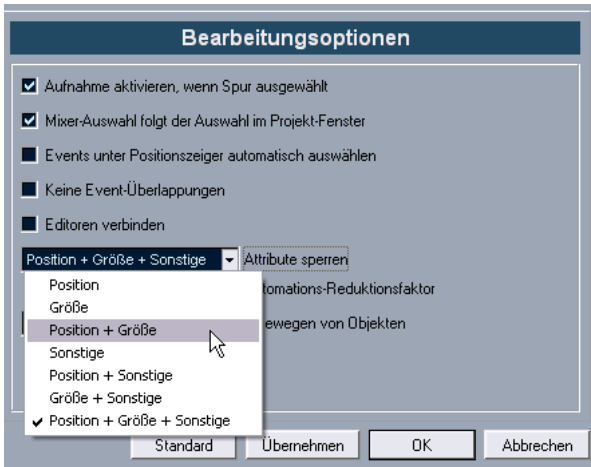 Bearbeitungsoptionen
Aufnahme aktivieren, wenn Spur ausgewählt
Mixer-Auswahl folgt der Auswahl im Projekt-Fenster
Events unter Positionszeiger automatisch auswählen
Keine Event-Überlappungen
Editoren verbinden
Position + Größe + Sonstige Attribute sperren
Position
tomations-Reduktionsfaktor
Größe
Position + Größe
ewegen von Objekten
Sonstige
Position + Sonstige
Größe + Sonstige
Position + Größe + Sonstige
Standard Übernehmen OK Abbrechen